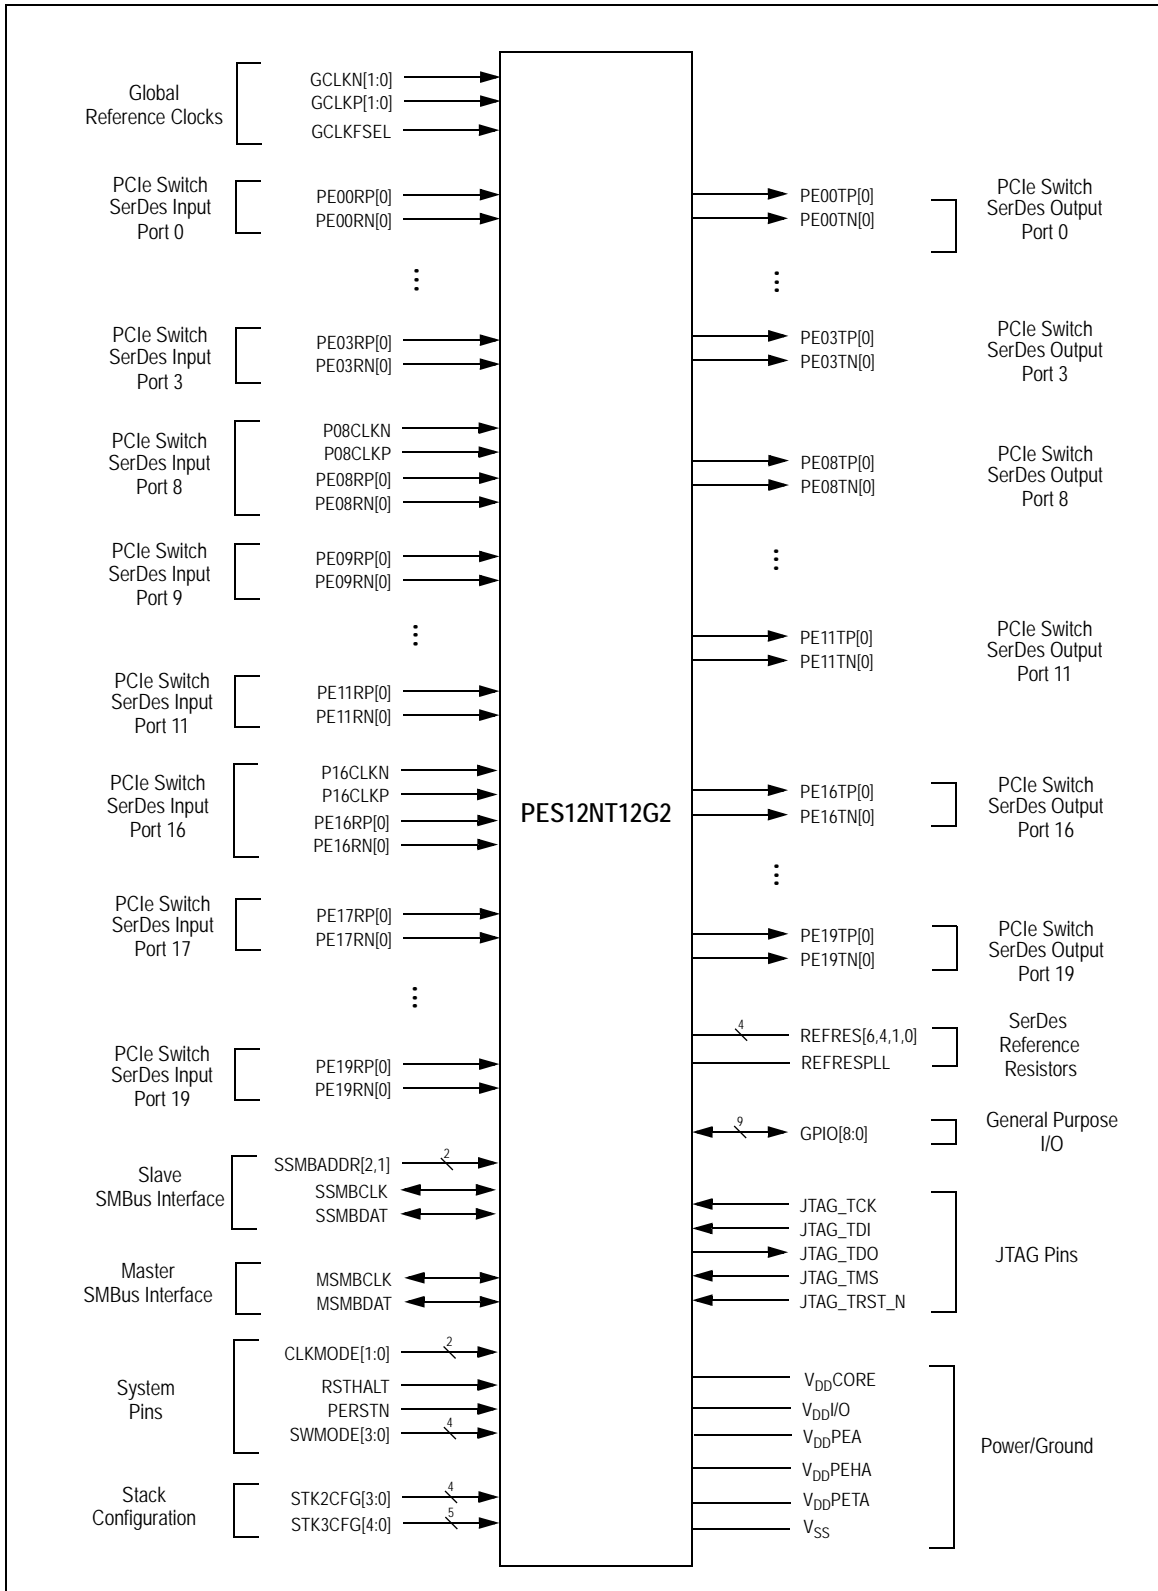 Global
Reference Clocks
GCLKN[1:0]
GCLKP[1:0]
GCLKFSEL
PCIe Switch
SerDes Input
Port 0
PE00RP[0]
PE00RN[0]
PCIe Switch
SerDes Input
Port 3
PE03RP[0]
PE03RN[0]
PCIe Switch
SerDes Input
Port 8
P08CLKN
P08CLKP
PE08RP[0]
PE08RN[0]
PCIe Switch
SerDes Input
Port 9
PE09RP[0]
PE09RN[0]
PCIe Switch
SerDes Input
Port 11
PE11RP[0]
PE11RN[0]
PCIe Switch
SerDes Input
Port 16
P16CLKN
P16CLKP
PE16RP[0]
PE16RN[0]
PCIe Switch
SerDes Input
Port 17
PE17RP[0]
PE17RN[0]
PCIe Switch
SerDes Input
Port 19
PE19RP[0]
PE19RN[0]
Slave
SMBus Interface
SSMBADDR[2,1] 2
SSMBCLK
SSMBDAT
Master
SMBus Interface
MSMBCLK
MSMBDAT
System
Pins
CLKMODE[1:0] 2
RSTHALT
PERSTN
SWMODE[3:0] 4
Stack
Configuration
STK2CFG[3:0] 4
STK3CFG[4:0] 5
PES12NT12G2
PE00TP[0]
PE00TN[0]
PCIe Switch
SerDes Output
Port 0
PE03TP[0]
PE03TN[0]
PCIe Switch
SerDes Output
Port 3
PE08TP[0]
PE08TN[0]
PCIe Switch
SerDes Output
Port 8
PE11TP[0]
PE11TN[0]
PCIe Switch
SerDes Output
Port 11
PE16TP[0]
PE16TN[0]
PCIe Switch
SerDes Output
Port 16
PE19TP[0]
PE19TN[0]
PCIe Switch
SerDes Output
Port 19
4 REFRES[6,4,1,0]
REFRESPLL
SerDes
Reference
Resistors
9 GPIO[8:0]
General Purpose
I/O
JTAG_TCK
JTAG_TDI
JTAG_TDO
JTAG_TMS
JTAG_TRST_N
JTAG Pins
VDDCORE
VDDI/O
VDDPEA
VDDPEHA
VDDPETA
VSS
Power/Ground